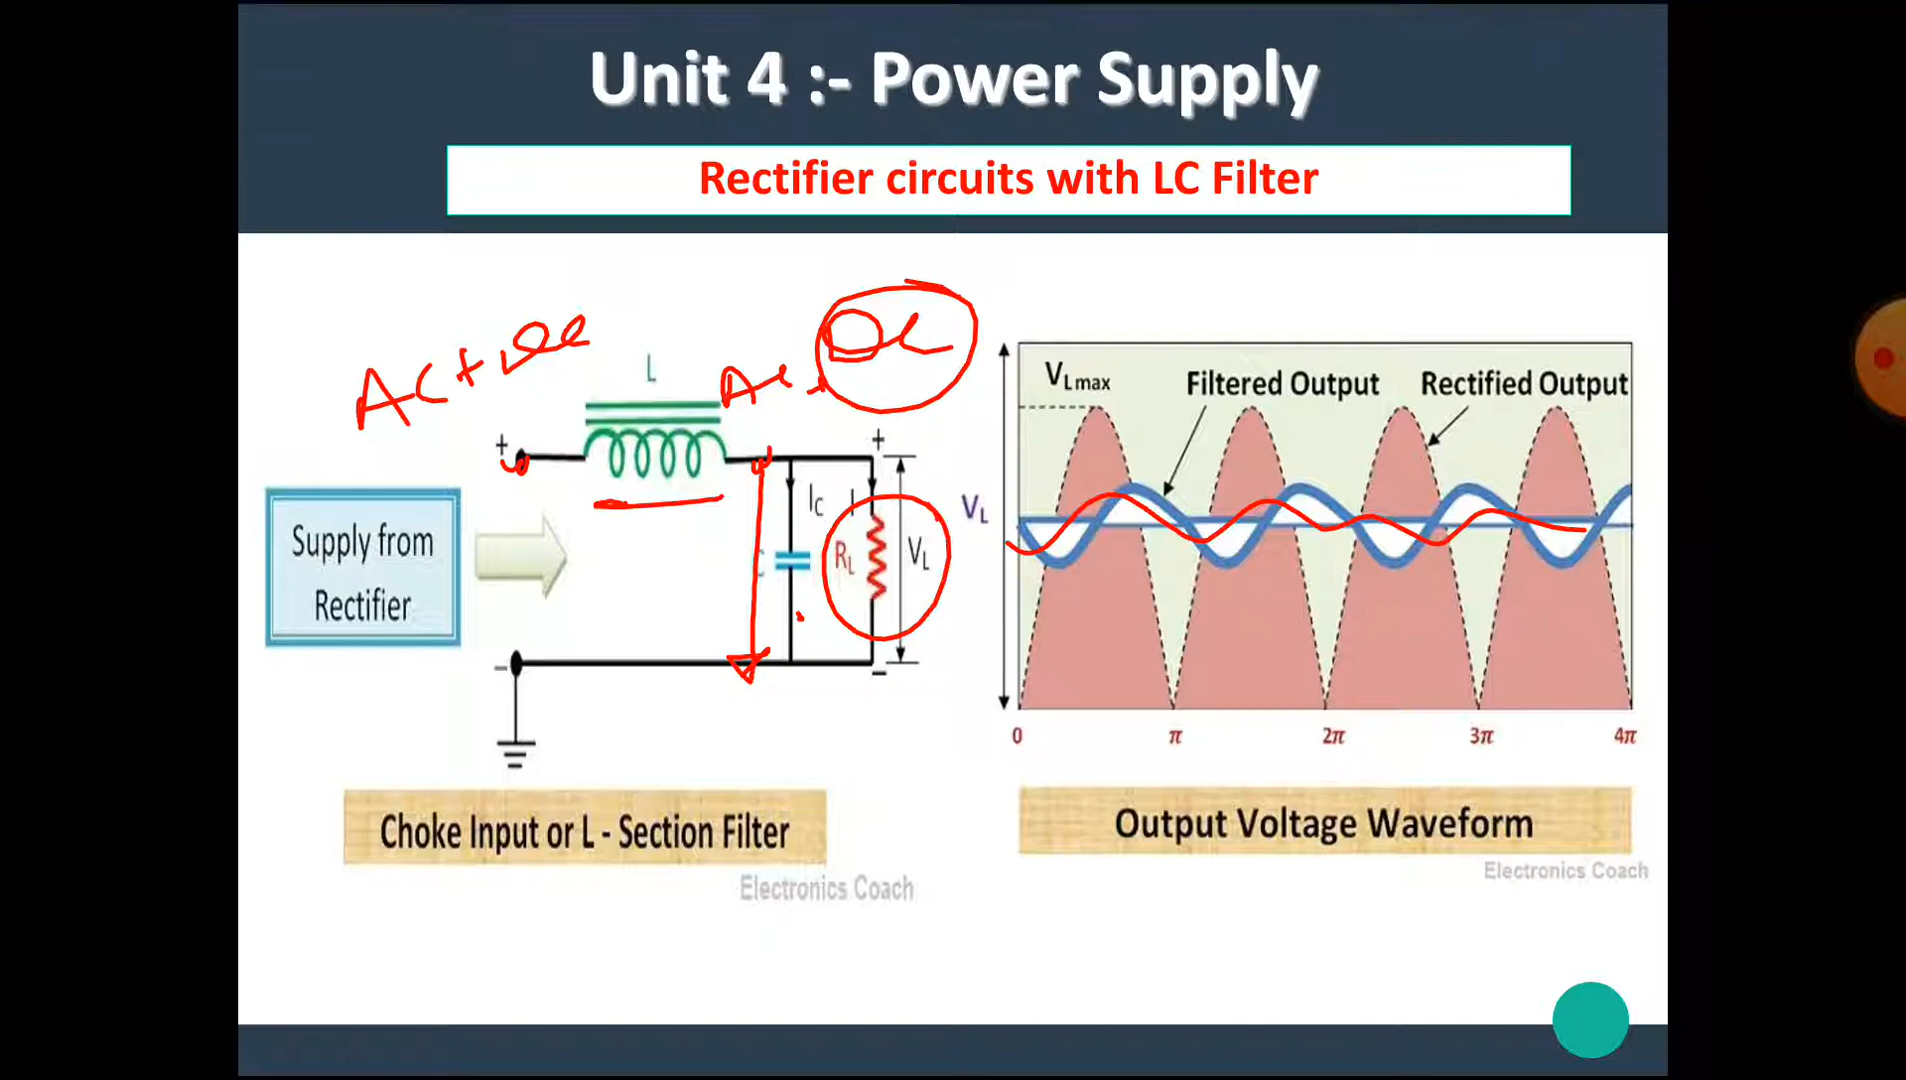 Unit 4 :- Power Supply
Rectifier circuits with LC Filter
AC +
L
AC
DC
+
+
Supply from
Rectifier
IC
RL
VL
–
–
Choke Input or L - Section Filter
Electronics Coach
VLmax
Filtered Output
Rectified Output
VL
0
π
2π
3π
4π
Output Voltage Waveform
Electronics Coach